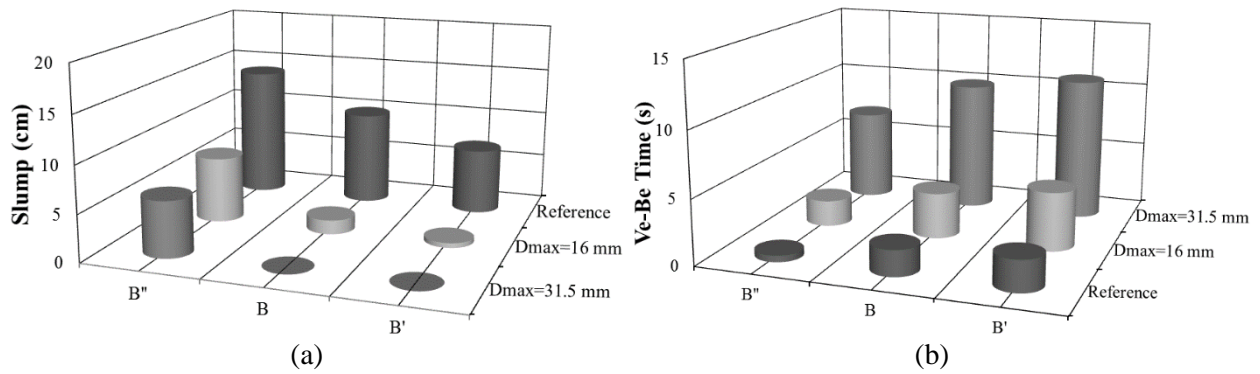 Slump (cm)
20
15
10
5
0
B"
B
B'
Reference
Dmax=16 mm
Dmax=31.5 mm
(a)
Ve-Be Time (s)
15
10
5
0
B"
B
B'
Dmax=31.5 mm
Dmax=16 mm
Reference
(b)